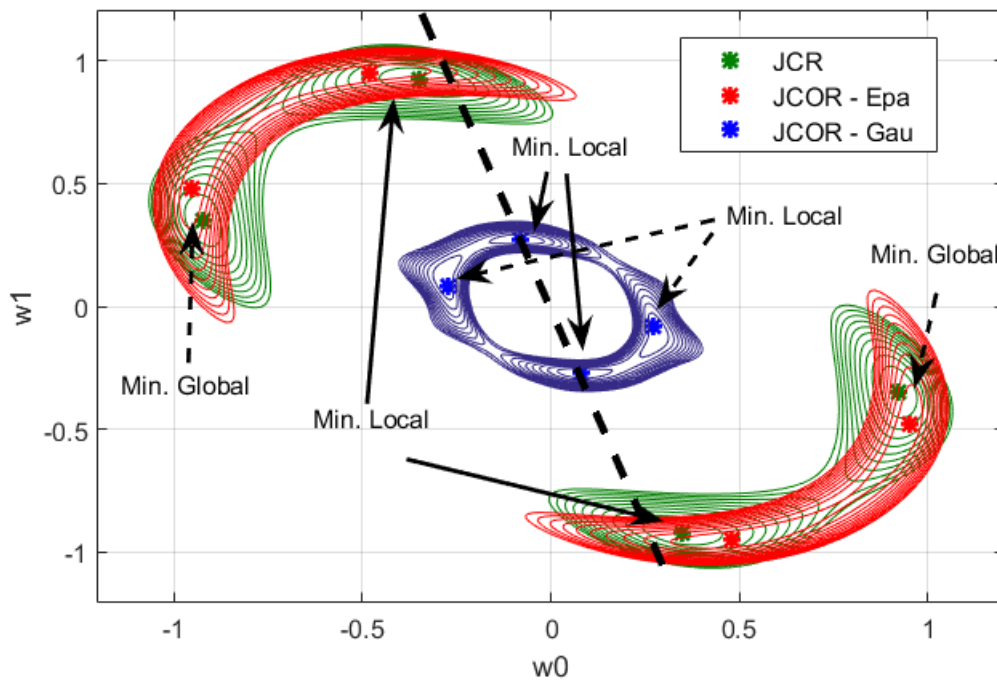 JCR
JCOR - Epa
JCOR - Gau
Min. Local
Min. Local
Min. Global
Min. Global
Min. Local
w1
1
0.5
0
-0.5
-1
-1
-0.5
0
0.5
1
w0